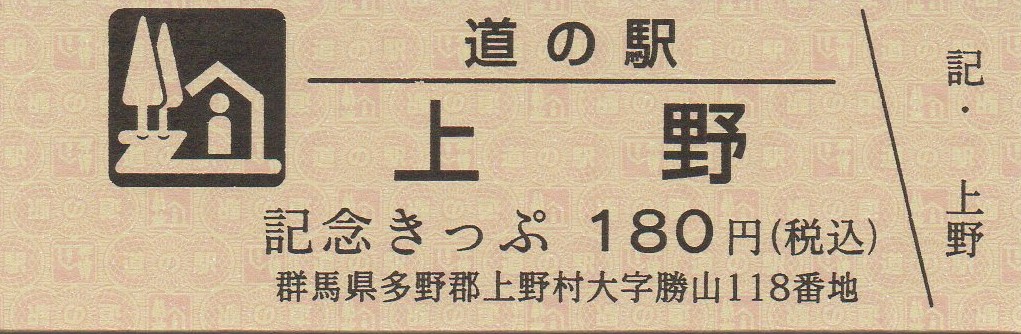 道の駅
上野
記念きっぷ 180円(税込)
群馬県多野郡上野村大字勝山118番地
記・上野